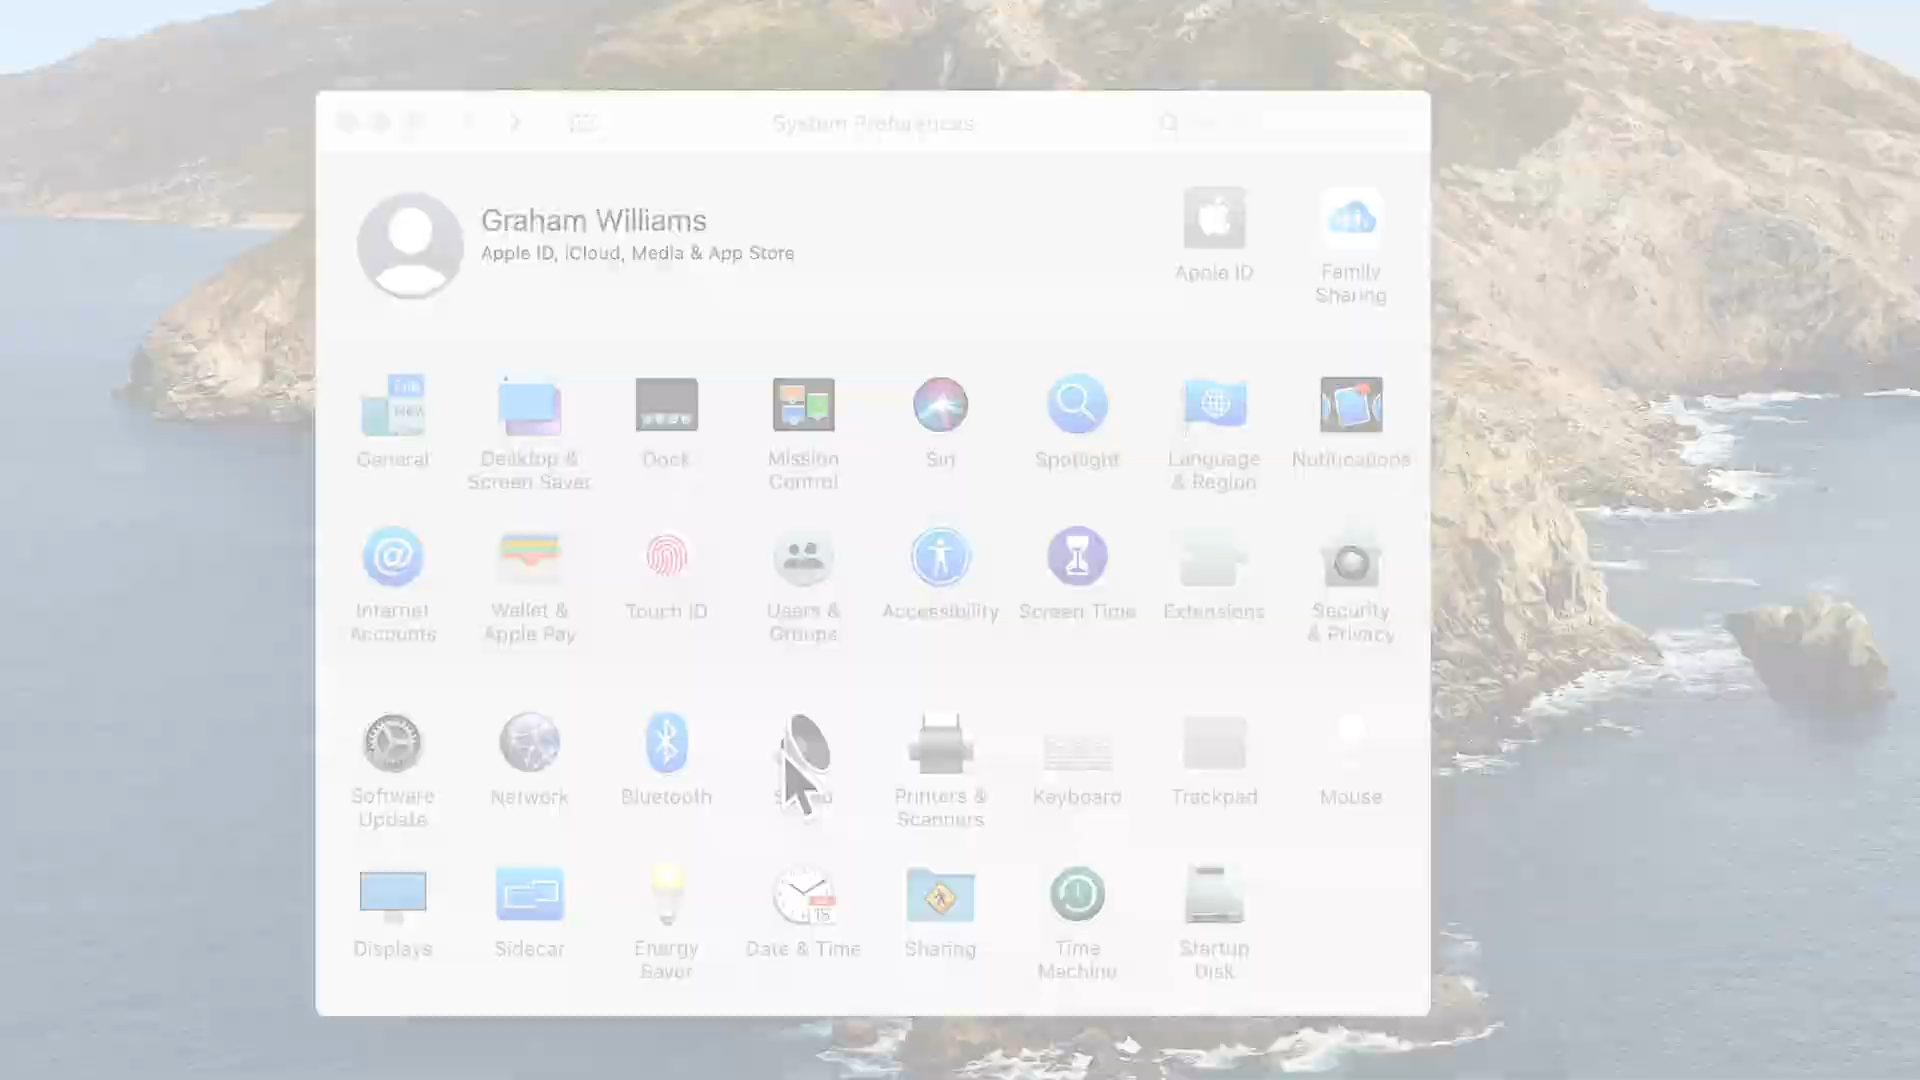 System Preferences
Graham Williams
Apple ID, iCloud, Media & App Store
Apple ID
Family
Sharing
General
Desktop &
Screen Saver
Dock
Mission
Control
Siri
Spotlight
Language
& Region
Notifications
Internet
Accounts
Wallet &
Apple Pay
Touch ID
Users &
Groups
Accessibility
Screen Time
Extensions
Security
& Privacy
Software
Update
Network
Bluetooth
Printers &
Scanners
Keyboard
Trackpad
Mouse
Displays
Sidecar
Energy
Saver
Date & Time
Sharing
Time
Machine
Startup
Disk